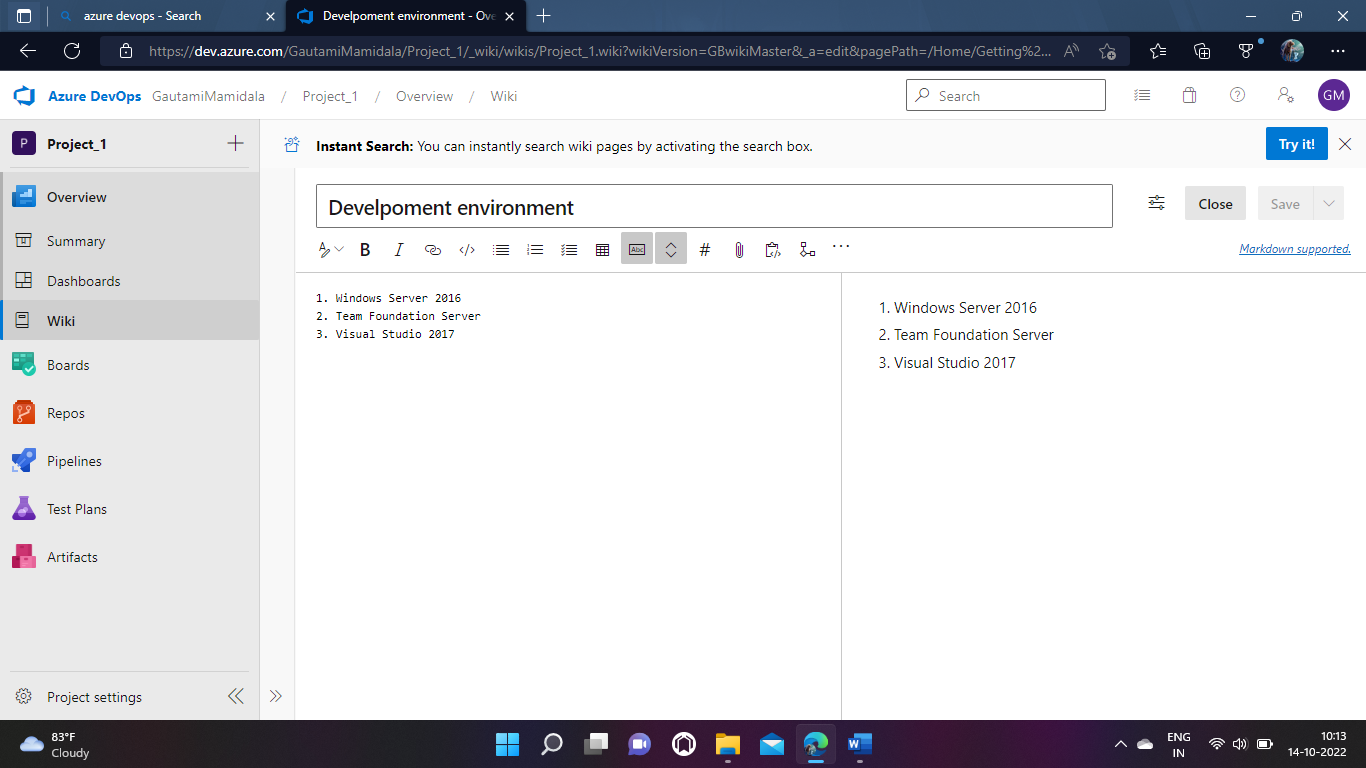 azure devops - Search
Develpoment environment - Ove
https://dev.azure.com/GautamiMamidala/Project_1/_wiki/wikis/Project_1.wiki?wikiVersion=GBwikiMaster&_a=edit&pagePath=/Home/Getting%2...
Azure DevOps GautamiMamidala / Project_1 / Overview / Wiki
Search
GM
P Project_1
Instant Search: You can instantly search wiki pages by activating the search box.
Try it!
Overview
Summary
Dashboards
Wiki
Boards
Repos
Pipelines
Test Plans
Artifacts
Project settings
Develpoment environment
Close
Save
B I </> Abc # ...
Markdown supported.
1. Windows Server 2016
2. Team Foundation Server
3. Visual Studio 2017
1. Windows Server 2016
2. Team Foundation Server
3. Visual Studio 2017
83°F
Cloudy
ENG
IN
10:13
14-10-2022